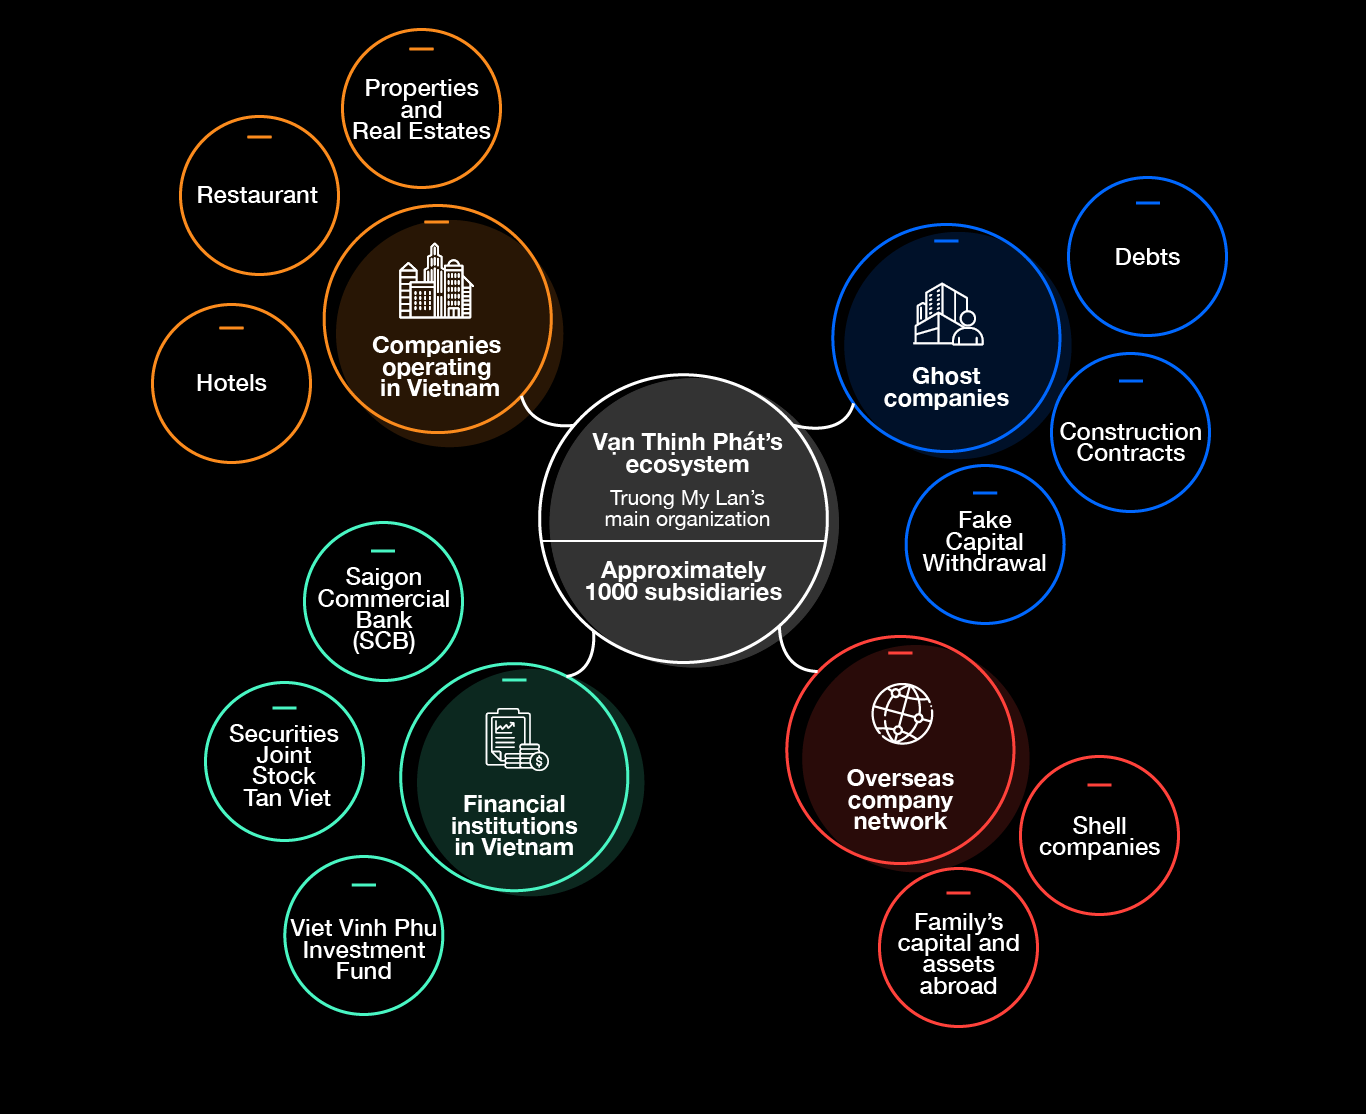 Properties
and
Real Estates
Restaurant
Hotels
Companies
operating
in Vietnam
Debts
Ghost
companies
Construction
Contracts
Fake
Capital
Withdrawal
Vạn Thịnh Phát’s
ecosystem
Truong My Lan’s
main organization
Approximately
1000 subsidiaries
Saigon
Commercial
Bank
(SCB)
Securities
Joint
Stock
Tan Viet
Financial
institutions
in Vietnam
$
Viet Vinh Phu
Investment
Fund
Overseas
company
network
Shell
companies
Family’s
capital and
assets
abroad